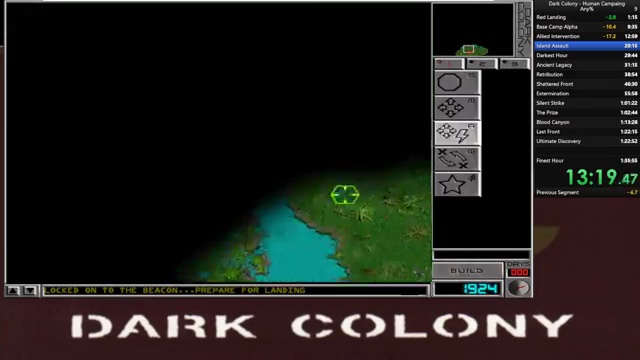 Dark Colony - Human Campaing
Any% 9
Red Landing -2.8 1:15
Base Camp Alpha -10.4 9:35
Allied Intervention -17.2 12:59
Island Assault 20:15
Darkest Hour 29:44
Ancient Legacy 31:15
Retribution 38:54
Shattered Front 46:30
Extermination 55:58
Silent Strike 1:01:22
The Prize 1:02:44
Blood Canyon 1:13:28
Last Front 1:22:15
Ultimate Discovery 1:22:52
Finest Hour 1:35:55
13:19.47
Previous Segment -6.7
DARK
COLONY
BUILD
DAYS
000
1924
LOCKED ON TO THE BEACON...PREPARE FOR LANDING
DARK COLONY